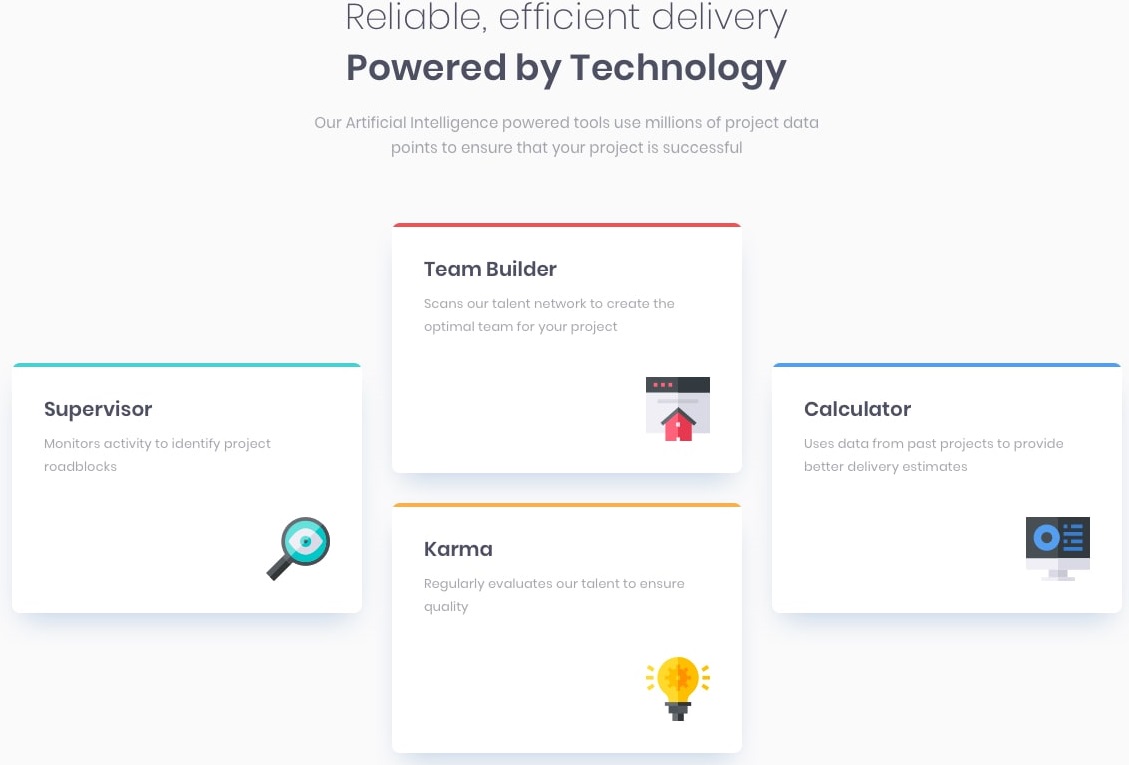 Reliable, efficient delivery
Powered by Technology
Our Artificial Intelligence powered tools use millions of project data
points to ensure that your project is successful
Team Builder
Scans our talent network to create the
optimal team for your project
Supervisor
Monitors activity to identify project
roadblocks
Calculator
Uses data from past projects to provide
better delivery estimates
Karma
Regularly evaluates our talent to ensure
quality